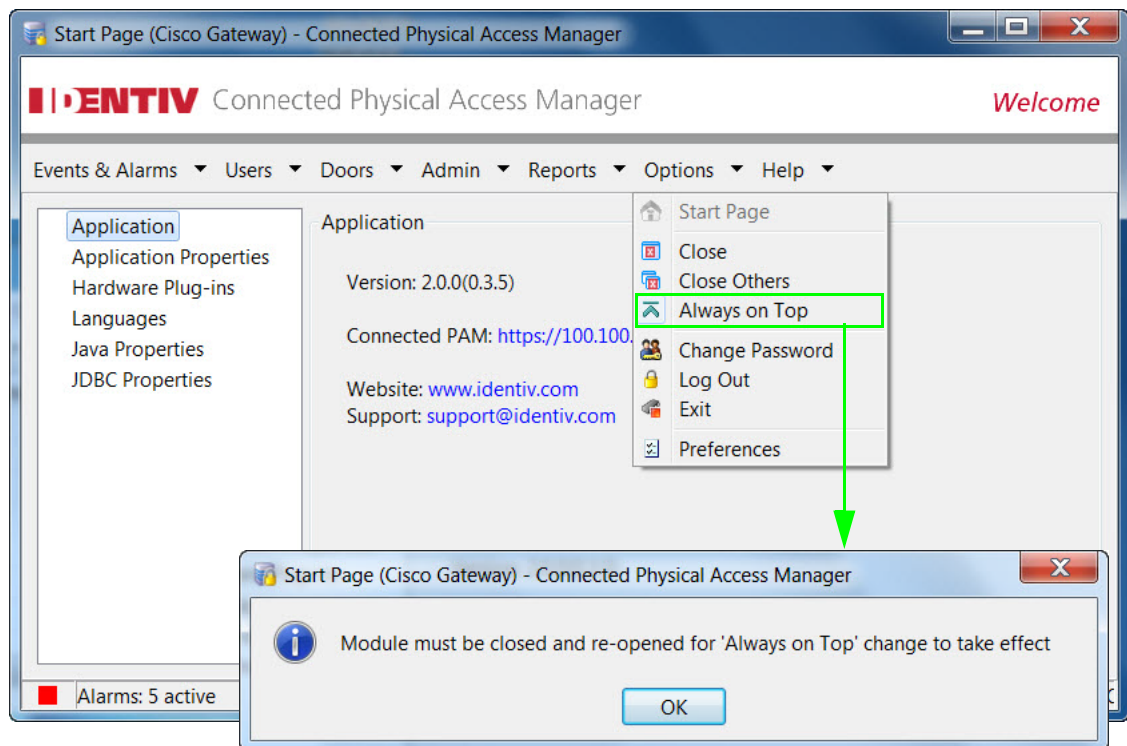 Start Page (Cisco Gateway) - Connected Physical Access Manager
IDENTIV Connected Physical Access Manager
Welcome
Events & Alarms Users Doors Admin Reports Options Help
Application
Application Properties
Hardware Plug-ins
Languages
Java Properties
JDBC Properties
Application
Version: 2.0.0(0.3.5)
Connected PAM: https://100.100.
Website: www.identiv.com
Support: support@identiv.com
Start Page
Close
Close Others
Always on Top
Change Password
Log Out
Exit
Preferences
Start Page (Cisco Gateway) - Connected Physical Access Manager
Module must be closed and re-opened for 'Always on Top' change to take effect
OK
Alarms: 5 active